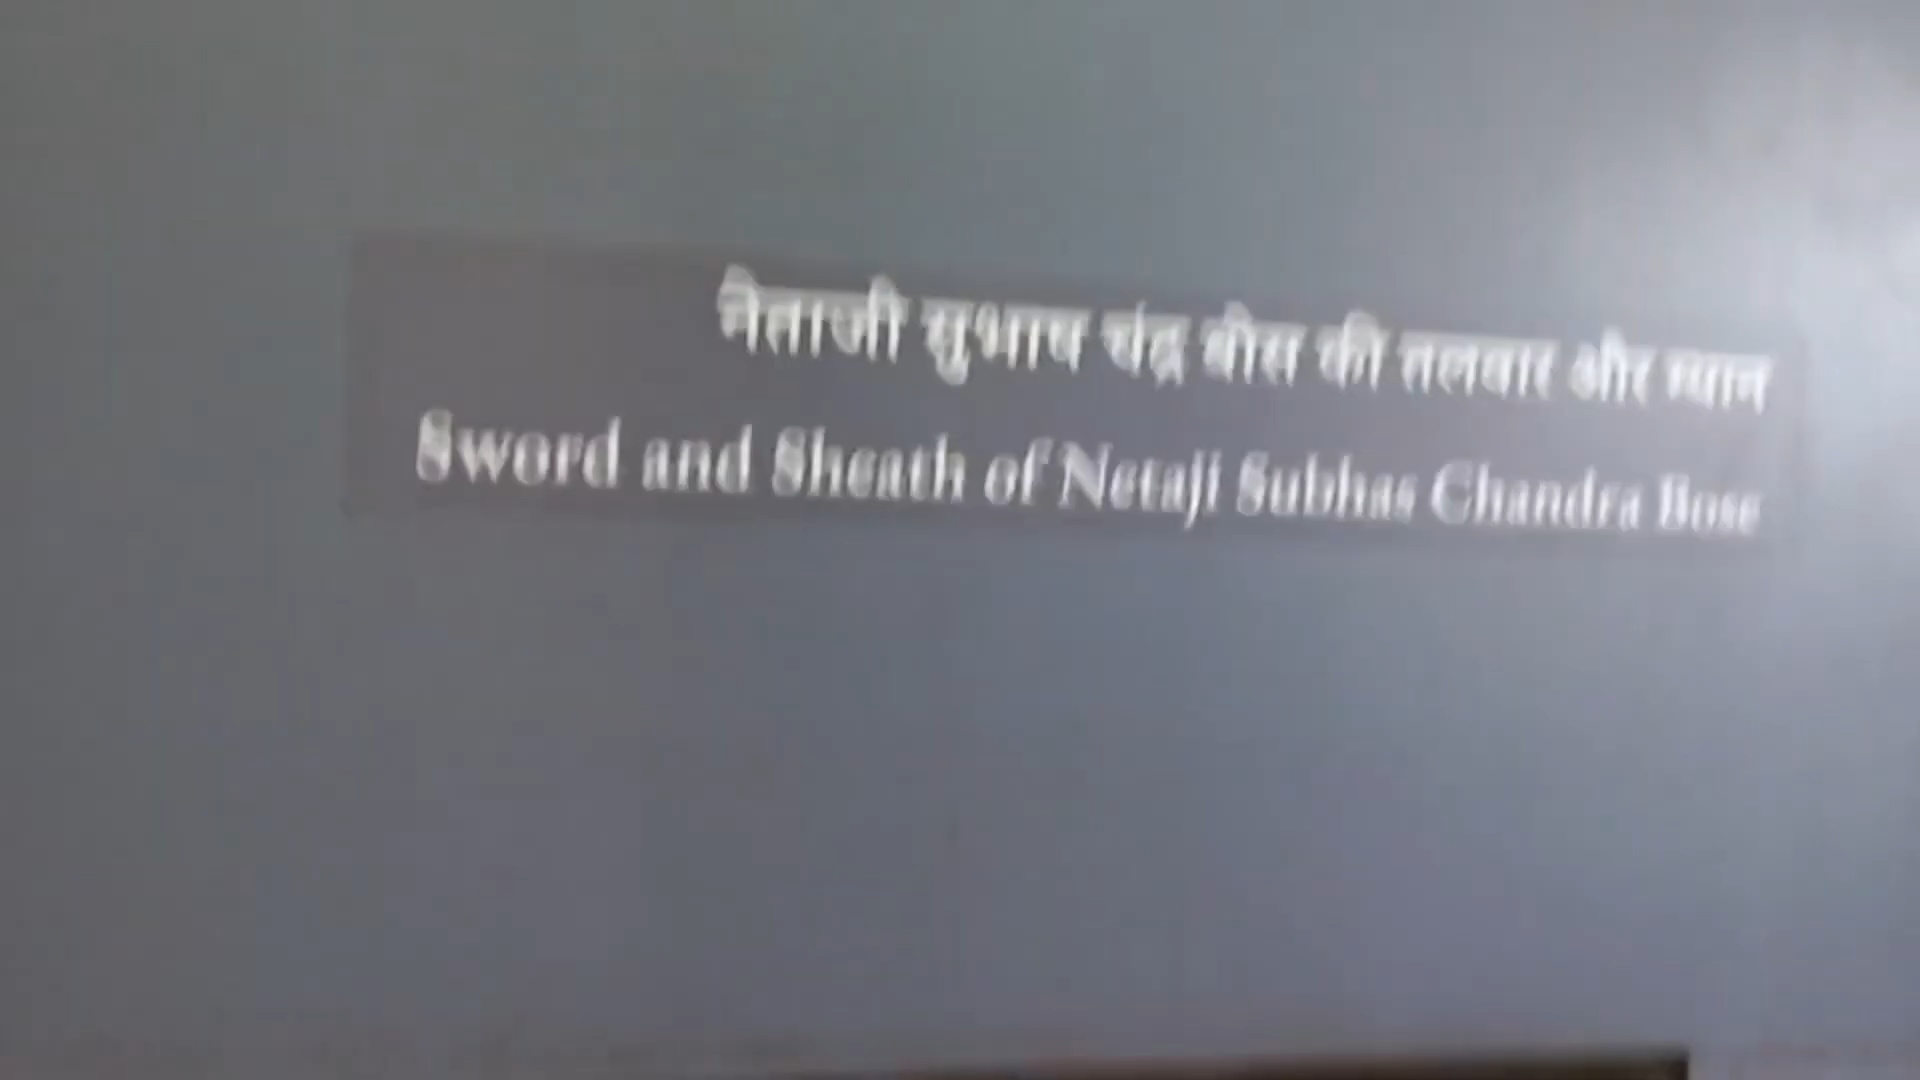 नेताजी सुभाष चंद्र बोस की तलवार और म्यान
Sword and Sheath of Netaji Subhas Chandra Bose